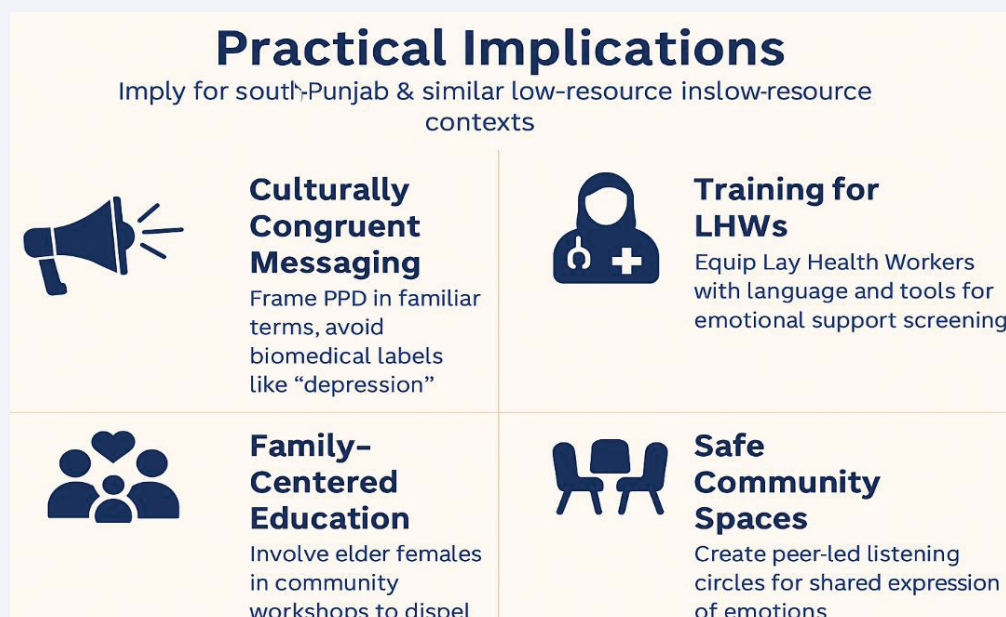 Practical Implications
Imply for south-Punjab & similar low-resource inslow-resource
contexts
Culturally
Congruent
Messaging
Frame PPD in familiar
terms, avoid
biomedical labels
like “depression”
Training for
LHWs
Equip Lay Health Workers
with language and tools for
emotional support screening
Family-
Centered
Education
Involve elder females
in community
workshops to dispel
Safe
Community
Spaces
Create peer-led listening
circles for shared expression
of emotions